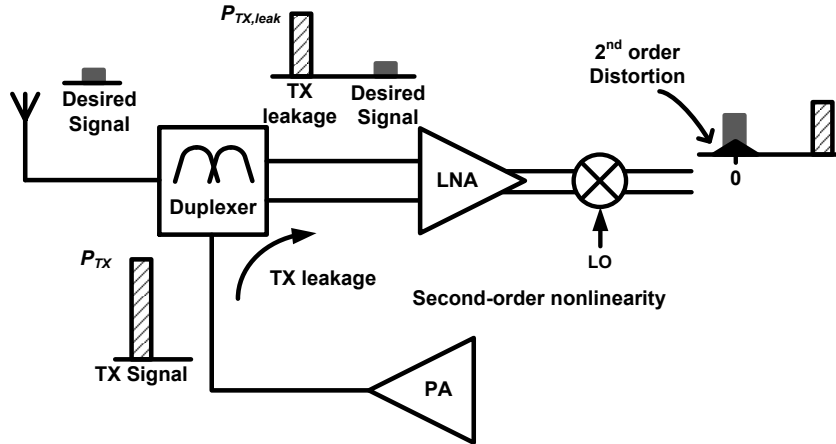 P_TX,leak
2nd order
Distortion
Desired
Signal
TX
leakage
Desired
Signal
LNA
Duplexer
0
LO
P_TX
TX leakage
Second-order nonlinearity
TX Signal
PA